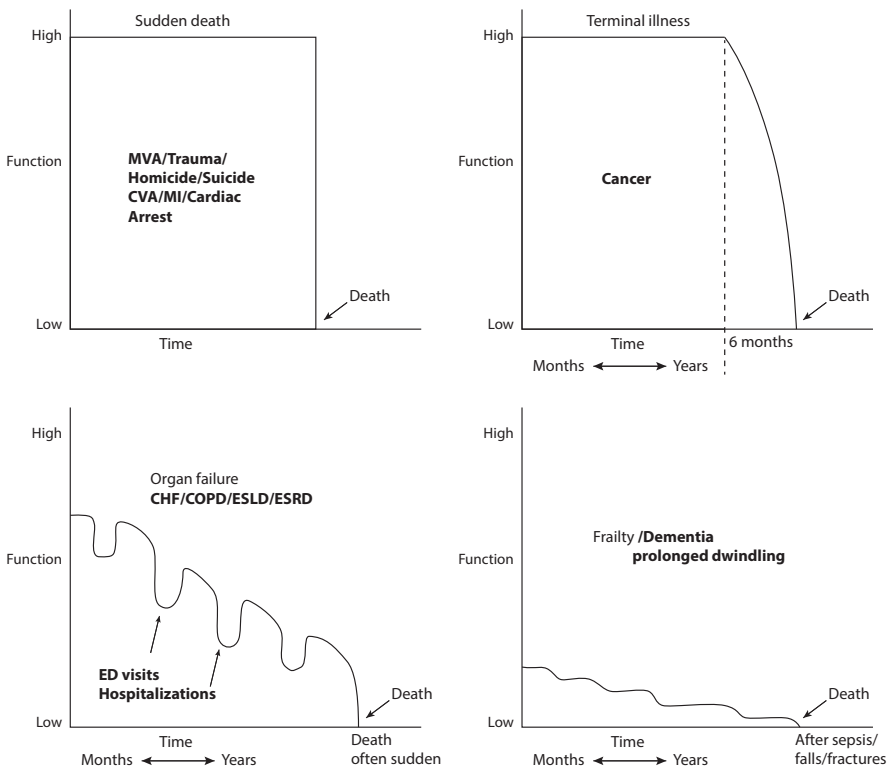 Sudden death
High
Function
MVA/Trauma/
Homicide/Suicide
CVA/MI/Cardiac
Arrest
Death
Low
Time
Terminal illness
High
Function
Cancer
Death
Low
Time
6 months
Months
Years
High
Organ failure
CHF/COPD/ESLD/ESRD
Function
ED visits
Hospitalizations
Death
Low
Time
Death
often sudden
Months
Years
High
Function
Frailty /Dementia
prolonged dwindling
Death
Low
Time
After sepsis/
falls/fractures
Months
Years